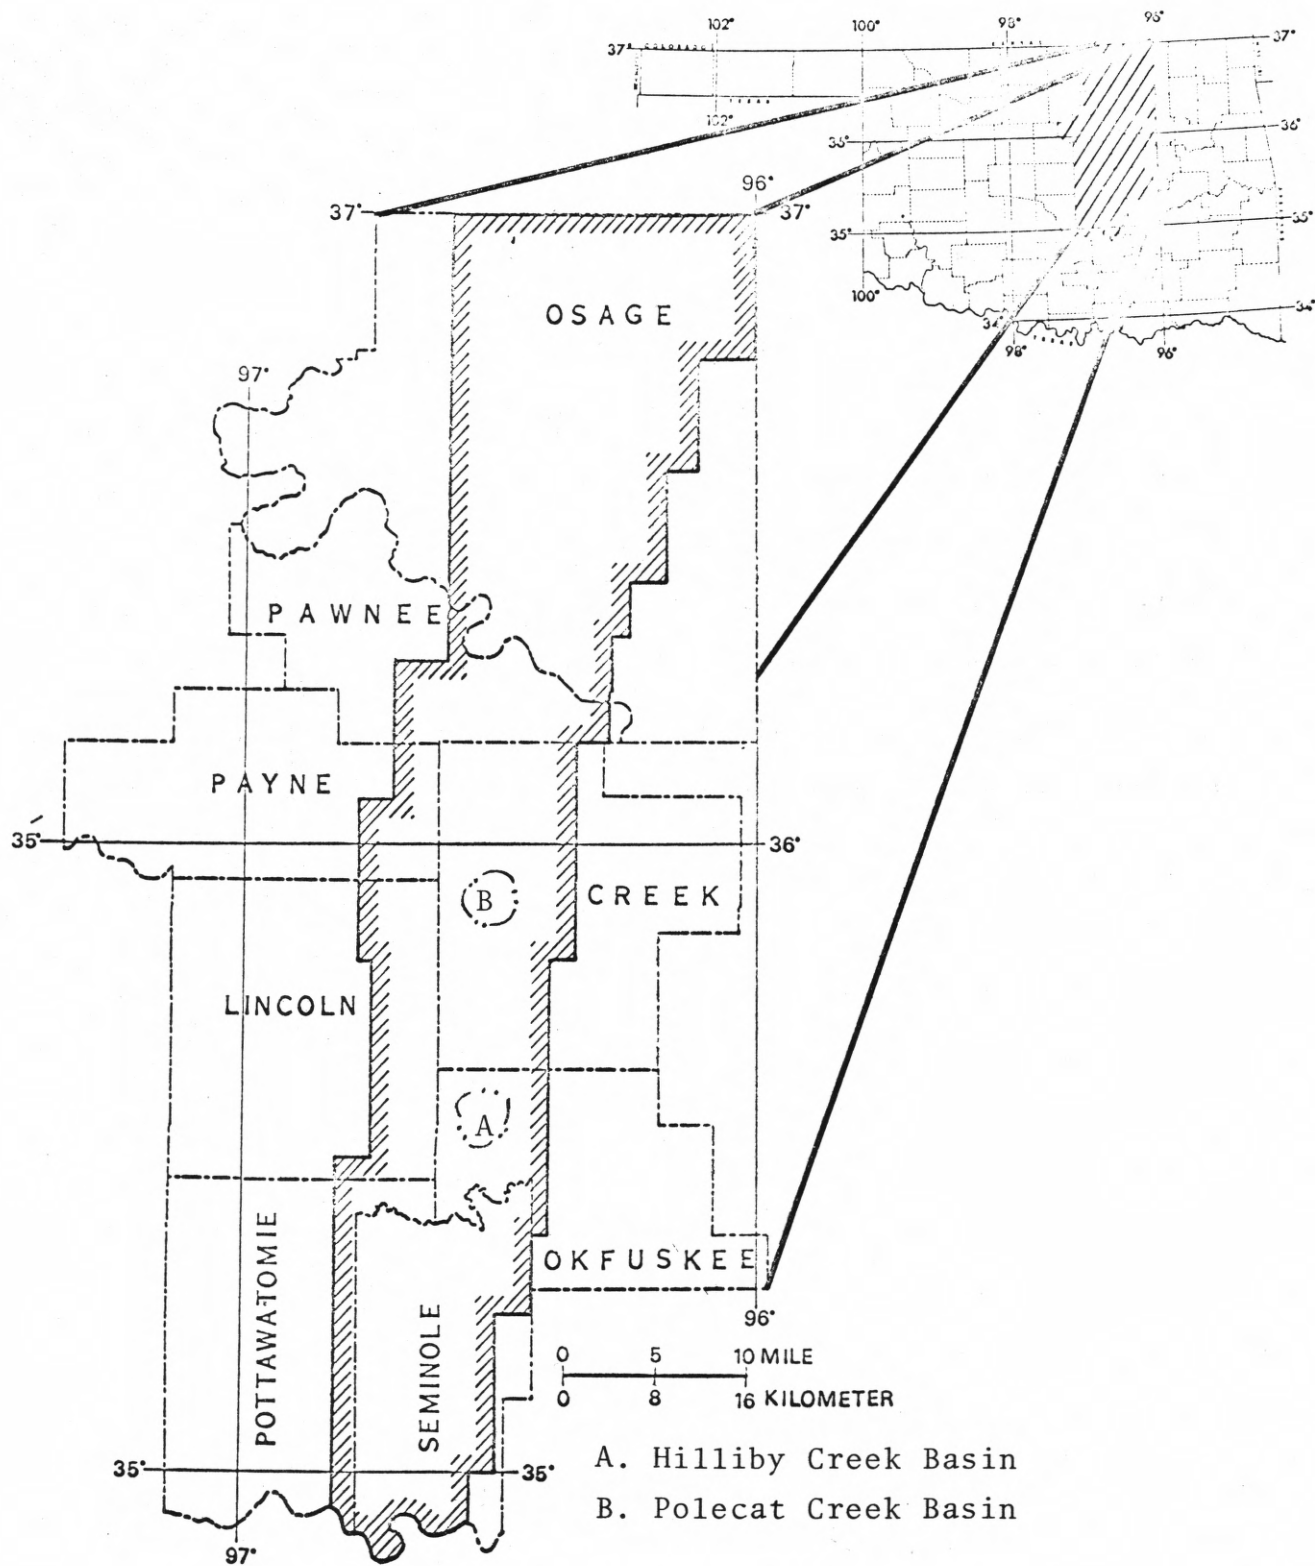 102° 100° 98° 96°
37° COLORADO 37°
102°
36° 36°
96°
37° 37°
35° 35°
100°
34° 34°
98° 96°
OSAGE
97°
PAWNEE
PAYNE
35° 36°
B CREEK
LINCOLN
A
OKFUSKEE
POTTAWATOMIE
SEMINOLE
96°
0 5 10 MILE
0 8 16 KILOMETER
35° 35°
A. Hilliby Creek Basin
B. Polecat Creek Basin
97°